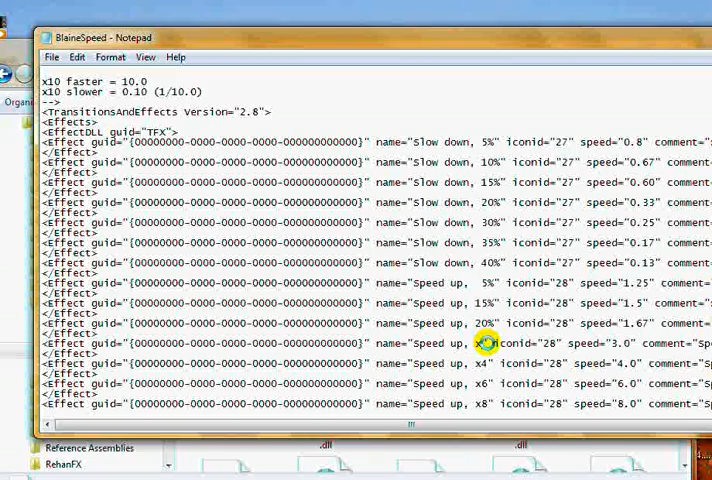 BlaineSpeed - Notepad
File Edit Format View Help
Organi
x10 faster = 10.0
x10 slower = 0.10 (1/10.0)
-->
<TransitionsAndEffects Version="2.8">
<Effects>
<EffectDLL guid="TFX">
<Effect guid="{00000000-0000-0000-0000-000000000000}" name="Slow down, 5%" iconid="27" speed="0.8" comment=
</Effect>
<Effect guid="{00000000-0000-0000-0000-000000000000}" name="Slow down, 10%" iconid="27" speed="0.67" comment=
</Effect>
<Effect guid="{00000000-0000-0000-0000-000000000000}" name="Slow down, 15%" iconid="27" speed="0.60" comment=
</Effect>
<Effect guid="{00000000-0000-0000-0000-000000000000}" name="Slow down, 20%" iconid="27" speed="0.33" comment=
</Effect>
<Effect guid="{00000000-0000-0000-0000-000000000000}" name="Slow down, 30%" iconid="27" speed="0.25" comment=
</Effect>
<Effect guid="{00000000-0000-0000-0000-000000000000}" name="Slow down, 35%" iconid="27" speed="0.17" comment=
</Effect>
<Effect guid="{00000000-0000-0000-0000-000000000000}" name="Slow down, 40%" iconid="27" speed="0.13" comment=
</Effect>
<Effect guid="{00000000-0000-0000-0000-000000000000}" name="Speed up, 5%" iconid="28" speed="1.25" comment=
</Effect>
<Effect guid="{00000000-0000-0000-0000-000000000000}" name="Speed up, 15%" iconid="28" speed="1.5" comment="
</Effect>
<Effect guid="{00000000-0000-0000-0000-000000000000}" name="Speed up, 20%" iconid="28" speed="1.67" comment=
</Effect>
<Effect guid="{00000000-0000-0000-0000-000000000000}" name="Speed up, iconid="28" speed="3.0" comment="Spe
</Effect>
<Effect guid="{00000000-0000-0000-0000-000000000000}" name="Speed up, x4" iconid="28" speed="4.0" comment="Sp
</Effect>
<Effect guid="{00000000-0000-0000-0000-000000000000}" name="Speed up, x6" iconid="28" speed="6.0" comment="Sp
</Effect>
<Effect guid="{00000000-0000-0000-0000-000000000000}" name="Speed up, x8" iconid="28" speed="8.0" comment="Sp
Reference Assemblies
RehanFX
.dll
.dll